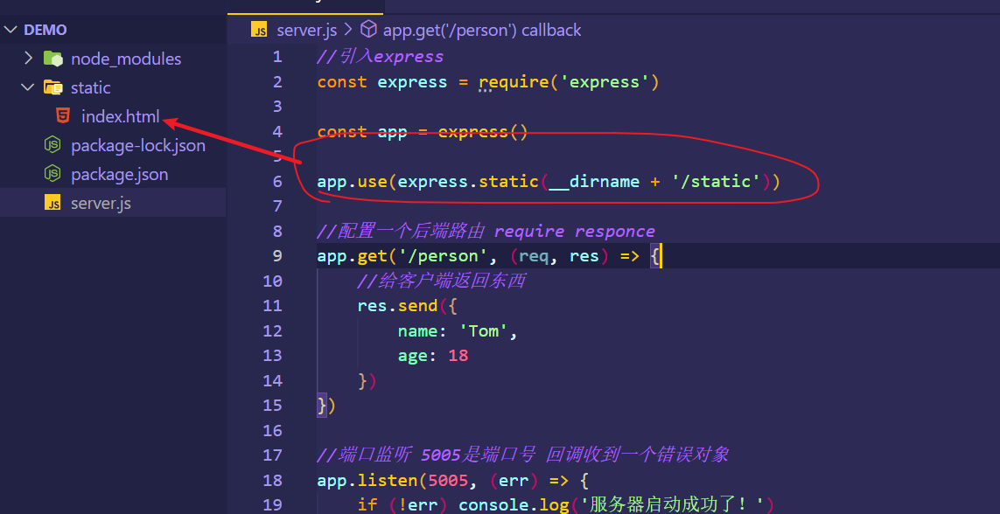 DEMO
node_modules
static
index.html
package-lock.json
package.json
server.js
server.js > app.get('/person') callback
1 //引入express
2 const express = require('express')
3
4 const app = express()
5
6 app.use(express.static(__dirname + '/static'))
7
8 //配置一个后端路由 require responce
9 app.get('/person', (req, res) => {
10 //给客户端返回东西
11 res.send({
12 name: 'Tom',
13 age: 18
14 })
15 })
16
17 //端口监听 5005是端口号 回调收到一个错误对象
18 app.listen(5005, (err) => {
19 if (!err) console.log('服务器启动成功了！')